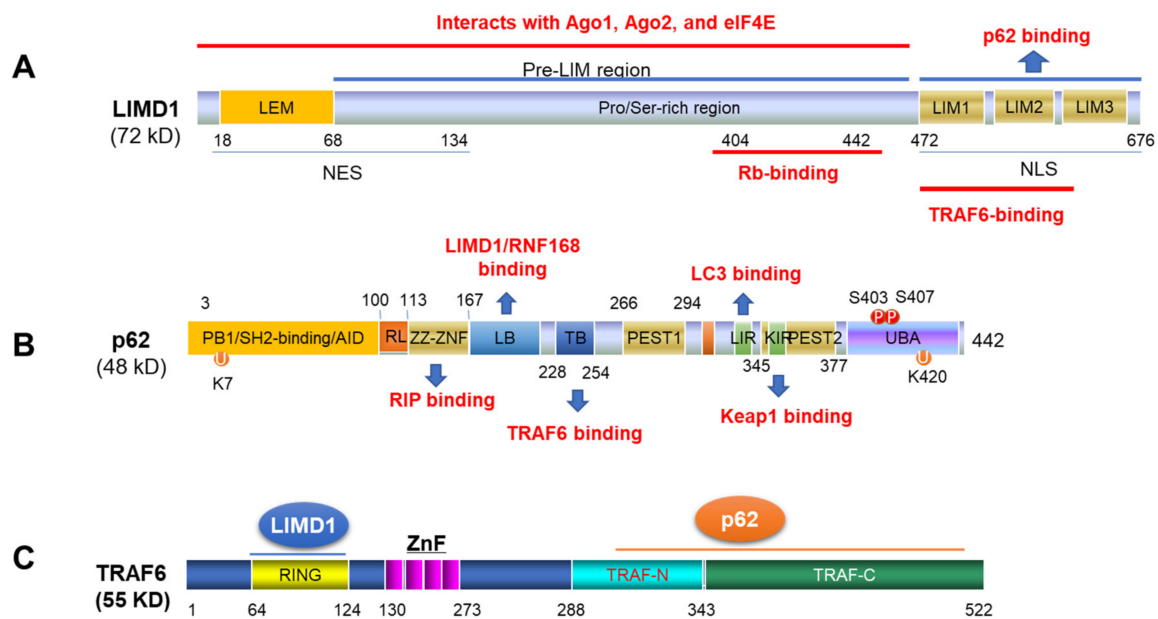 Interacts with Ago1, Ago2, and eIF4E
p62 binding
A
Pre-LIM region
LIMD1
(72 kD)
LEM
Pro/Ser-rich region
LIM1
LIM2
LIM3
18
68
134
404
442
472
676
NES
Rb-binding
NLS
TRAF6-binding
LIMD1/RNF168
binding
LC3 binding
3
100
113
167
266
294
S403
S407
P
P
B
p62
(48 kD)
PB1/SH2-binding/AID
RL
ZZ-ZNF
LB
TB
PEST1
LIR
KIR
PEST2
UBA
442
U
U
K7
228
254
345
377
K420
RIP binding
TRAF6 binding
Keap1 binding
LIMD1
p62
C
ZnF
TRAF6
(55 KD)
RING
TRAF-N
TRAF-C
1
64
124
130
273
288
343
522